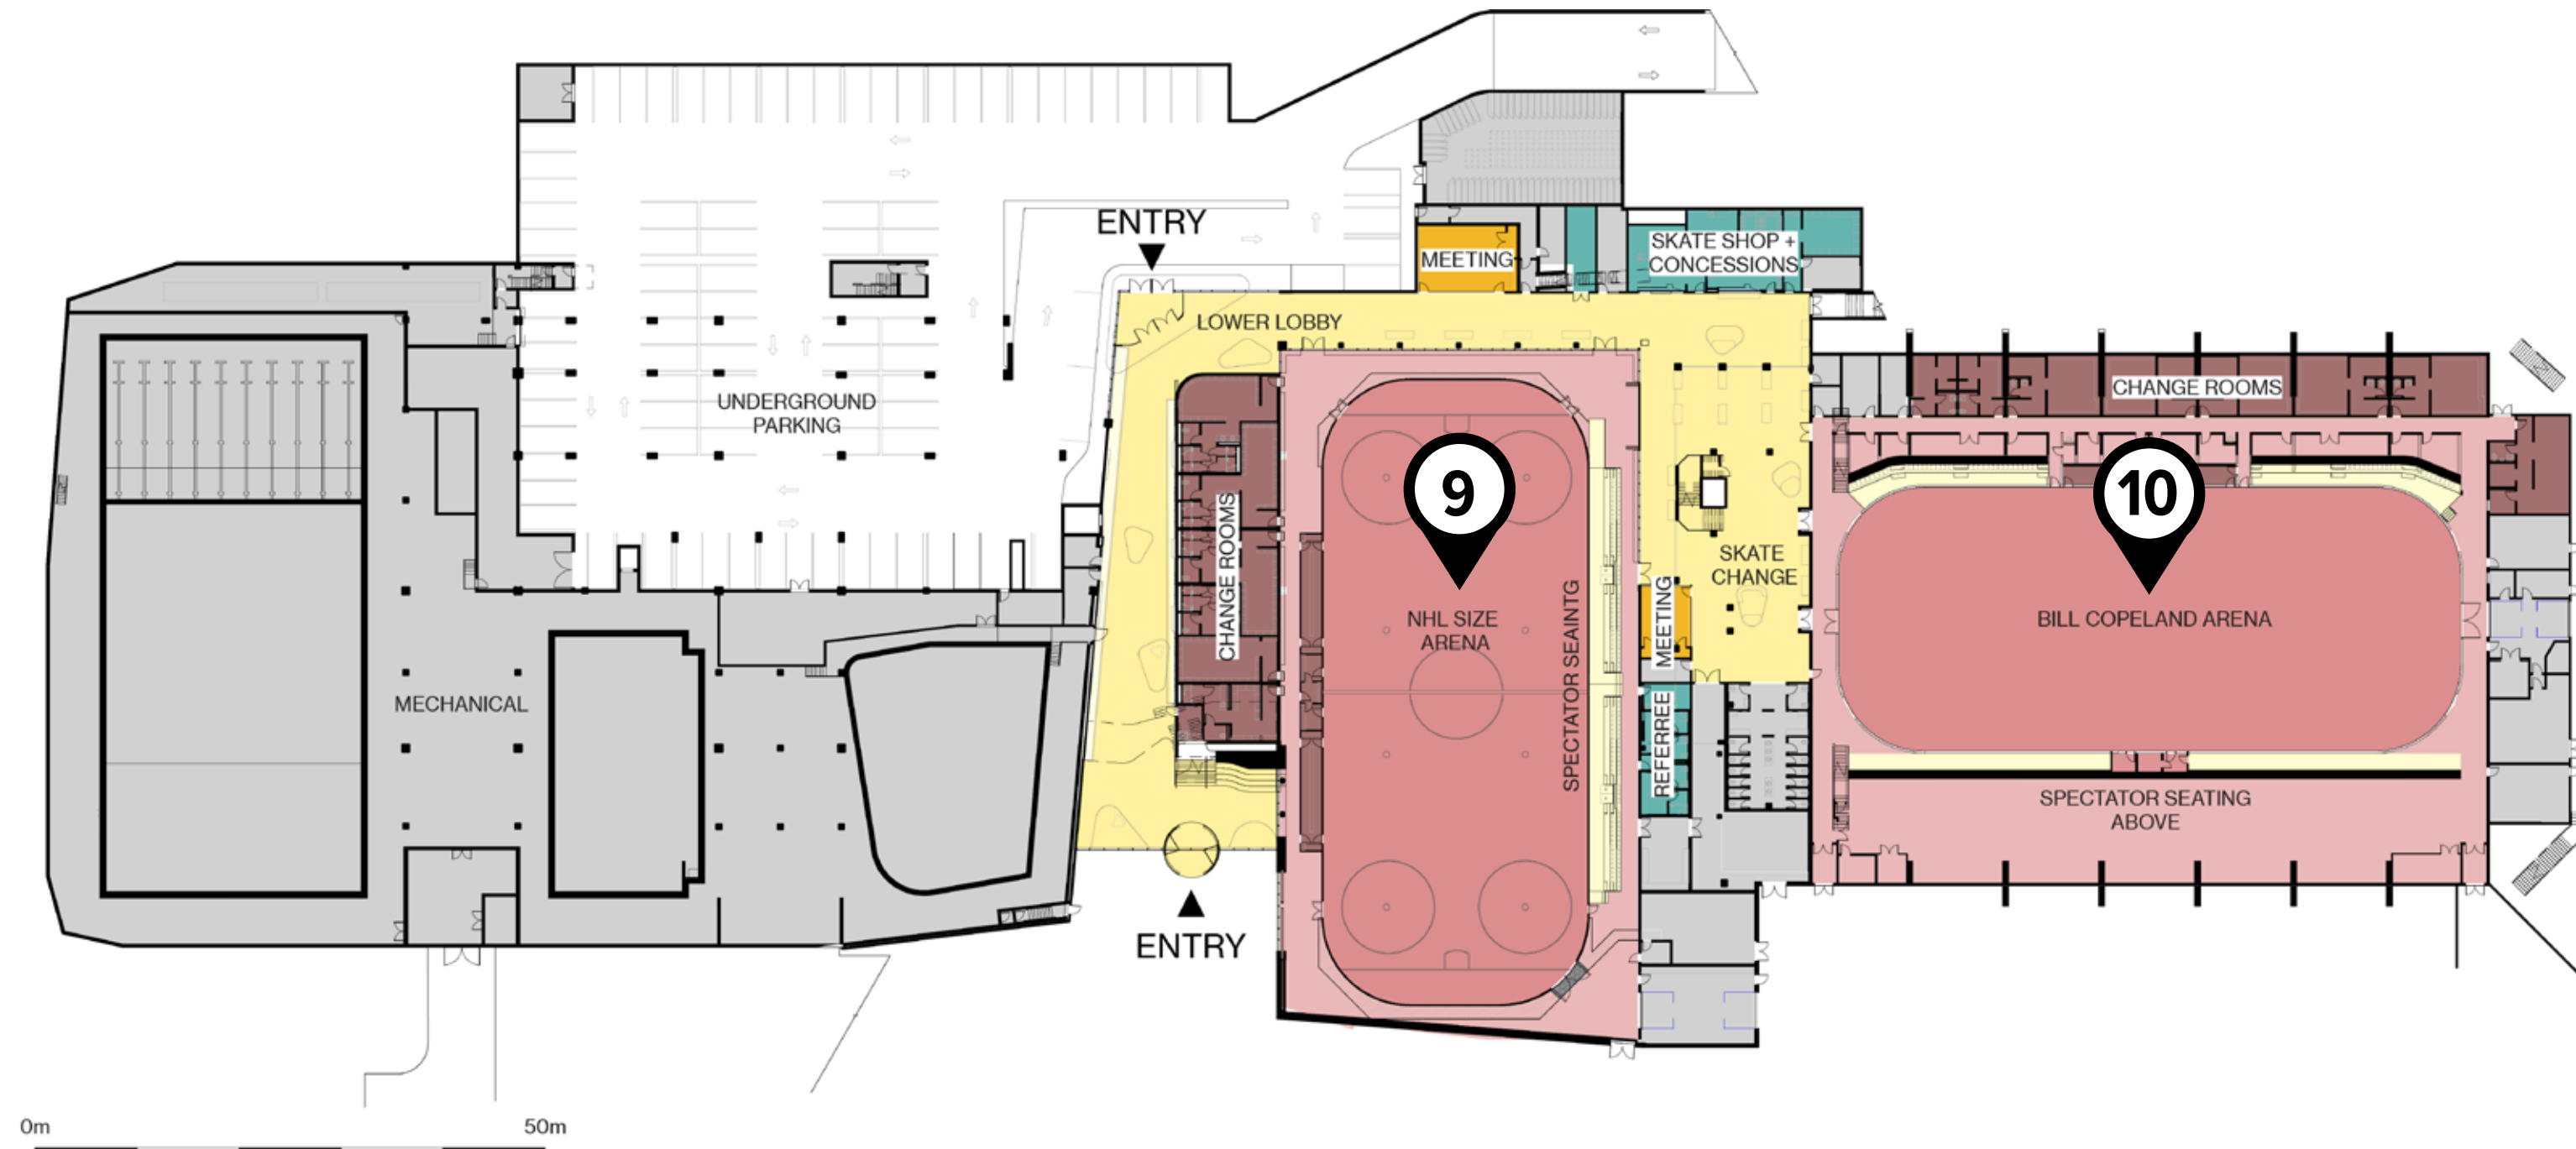 ENTRY
MEETING
SKATE SHOP +
CONCESSIONS
LOWER LOBBY
UNDERGROUND
PARKING
CHANGE ROOMS
CHANGE ROOMS
9
10
SKATE
CHANGE
MEETING
NHL SIZE
ARENA
SPECTATOR SEAINTG
BILL COPELAND ARENA
MECHANICAL
REFERREE
SPECTATOR SEATING
ABOVE
ENTRY
0m
50m